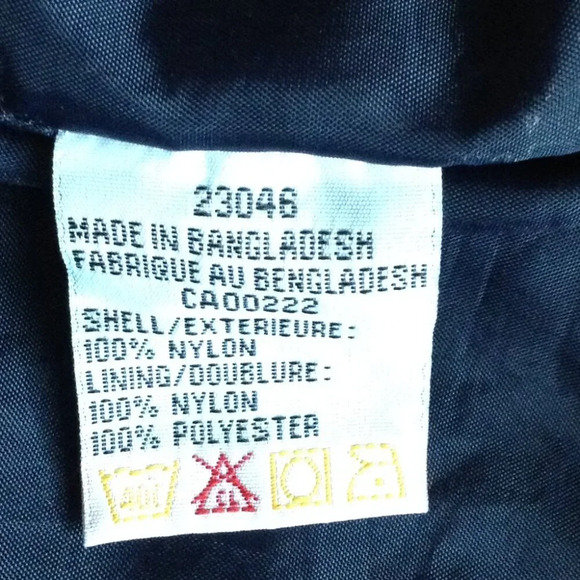 23046
MADE IN BANGLADESH
FABRIQUE AU BENGLADESH
CA00222
SHELL/EXTERIEURE:
100% NYLON
LINING/DOUBLURE:
100% NYLON
100% POLYESTER
40 CL